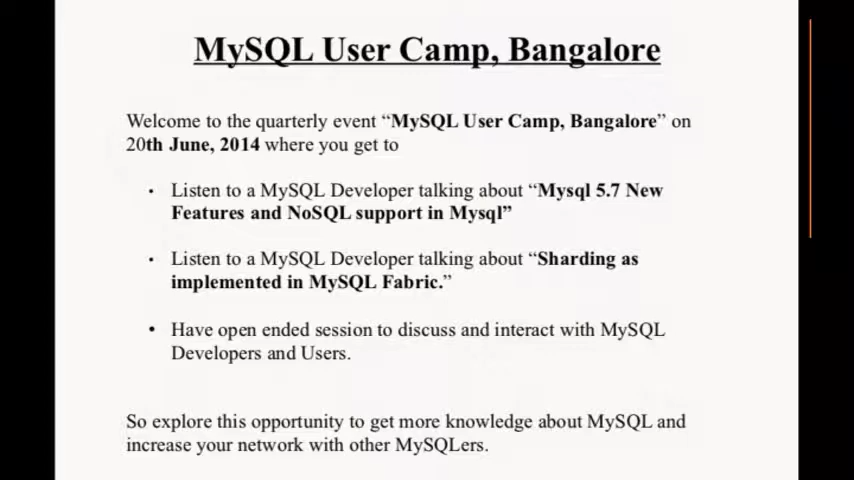 MySQL User Camp, Bangalore
Welcome to the quarterly event “MySQL User Camp, Bangalore” on
20th June, 2014 where you get to
• Listen to a MySQL Developer talking about “Mysql 5.7 New
Features and NoSQL support in Mysql”
• Listen to a MySQL Developer talking about “Sharding as
implemented in MySQL Fabric.”
• Have open ended session to discuss and interact with MySQL
Developers and Users.
So explore this opportunity to get more knowledge about MySQL and
increase your network with other MySQLers.